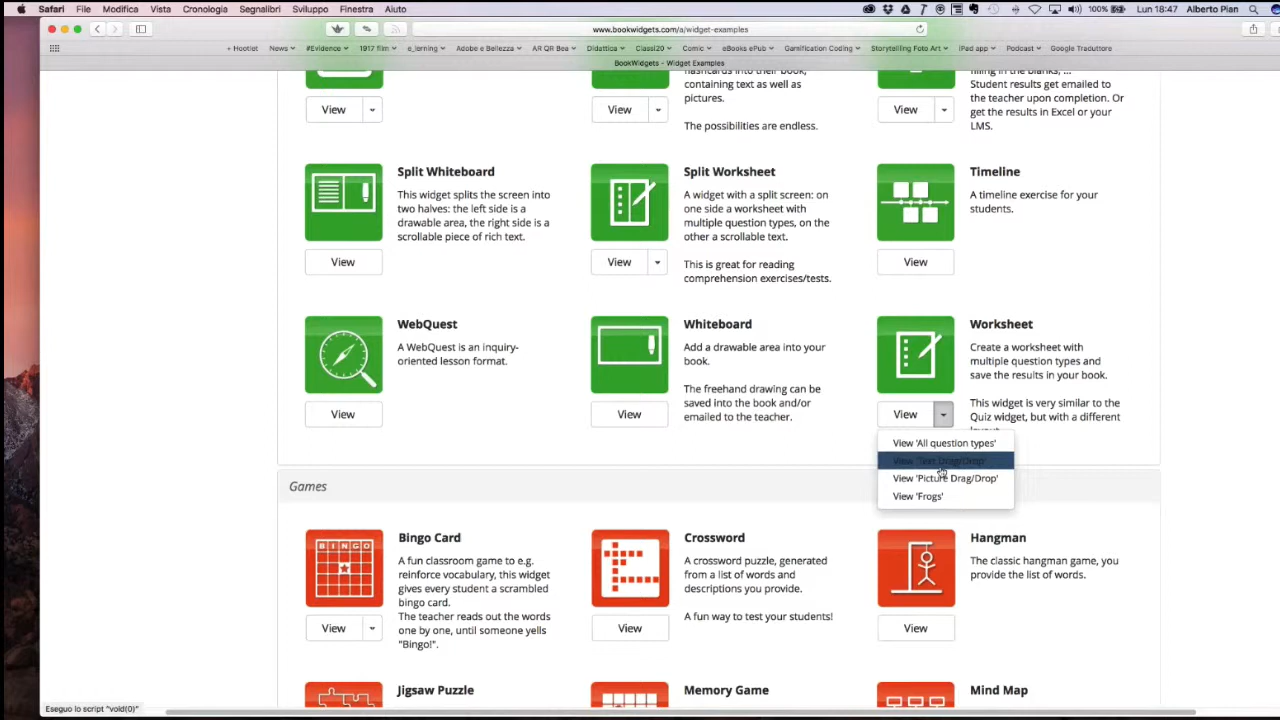 Safari File Modifica Vista Cronologia Segnalibri Sviluppo Finestra Aiuto 100% Lun 18:47 Alberto Pian
www.bookwidgets.com/a/widget-examples
+ Hootlet News #Evidence 1917 film e_lerning Adobe e Bellezza AR QR Bea Didattica Classi20 Comic eBooks ePub Gamification Coding Storytelling Foto Art iPad app Podcast Google Traduttore
BookWidgets - Widget Examples
View
flashcards into their book,
containing text as well as
pictures.
The possibilities are endless.
View
filling in the blanks, ...
Student results get emailed to
the teacher upon completion. Or
get the results in Excel or your
LMS.
View
Split Whiteboard
This widget splits the screen into
two halves: the left side is a
drawable area, the right side is a
scrollable piece of rich text.
View
Split Worksheet
A widget with a split screen: on
one side a worksheet with
multiple question types, on the
other a scrollable text.
This is great for reading
comprehension exercises/tests.
View
Timeline
A timeline exercise for your
students.
View
WebQuest
A WebQuest is an inquiry-
oriented lesson format.
View
Whiteboard
Add a drawable area into your
book.
The freehand drawing can be
saved into the book and/or
emailed to the teacher.
View
Worksheet
Create a worksheet with
multiple question types and
save the results in your book.
This widget is very similar to the
Quiz widget, but with a different
layout.
View
View 'All question types'
View 'Text Drag/Drop'
View 'Picture Drag/Drop'
View 'Frogs'
Games
Bingo Card
A fun classroom game to e.g.
reinforce vocabulary, this widget
gives every student a scrambled
bingo card.
The teacher reads out the words
one by one, until someone yells
"Bingo!".
BINGO
View
Crossword
A crossword puzzle, generated
from a list of words and
descriptions you provide.
A fun way to test your students!
View
Hangman
The classic hangman game, you
provide the list of words.
View
Jigsaw Puzzle
Memory Game
Mind Map
Eseguo lo script "void(0)"